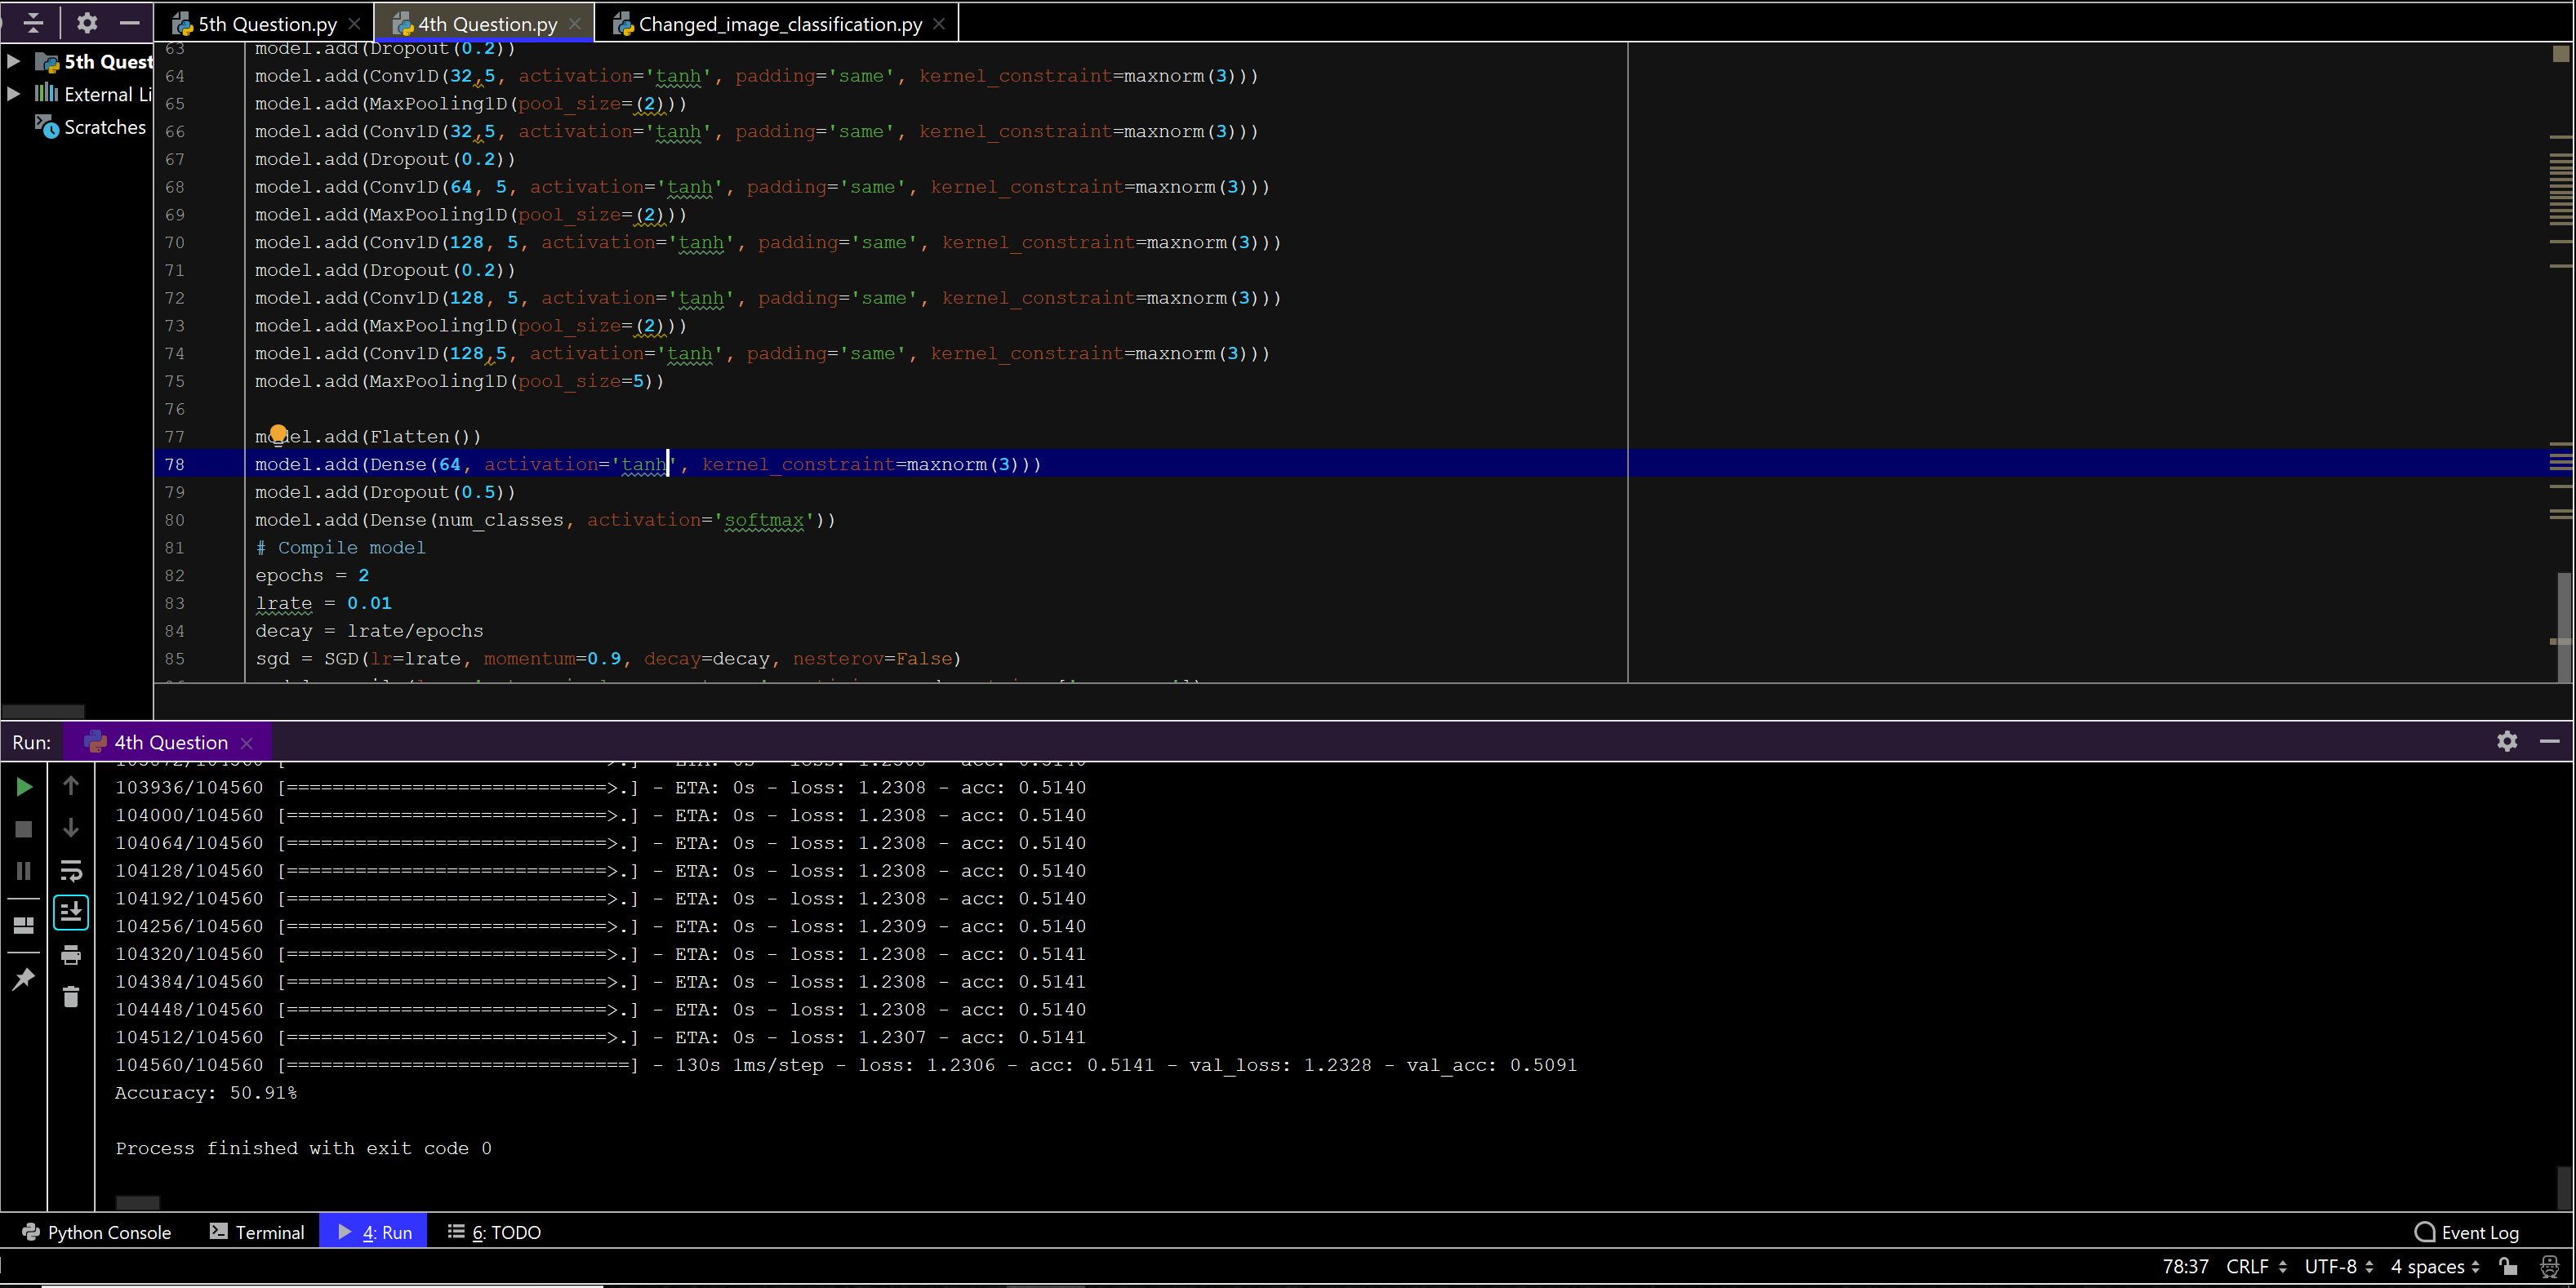 5th Question.py
4th Question.py
Changed_image_classification.py
5th Quest
External Li
Scratches
63 model.add(Dropout(0.2))
64 model.add(Conv1D(32,5, activation='tanh', padding='same', kernel_constraint=maxnorm(3)))
65 model.add(MaxPooling1D(pool_size=(2)))
66 model.add(Conv1D(32,5, activation='tanh', padding='same', kernel_constraint=maxnorm(3)))
67 model.add(Dropout(0.2))
68 model.add(Conv1D(64, 5, activation='tanh', padding='same', kernel_constraint=maxnorm(3)))
69 model.add(MaxPooling1D(pool_size=(2)))
70 model.add(Conv1D(128, 5, activation='tanh', padding='same', kernel_constraint=maxnorm(3)))
71 model.add(Dropout(0.2))
72 model.add(Conv1D(128, 5, activation='tanh', padding='same', kernel_constraint=maxnorm(3)))
73 model.add(MaxPooling1D(pool_size=(2)))
74 model.add(Conv1D(128,5, activation='tanh', padding='same', kernel_constraint=maxnorm(3)))
75 model.add(MaxPooling1D(pool_size=5))
76
77 model.add(Flatten())
78 model.add(Dense(64, activation='tanh', kernel_constraint=maxnorm(3)))
79 model.add(Dropout(0.5))
80 model.add(Dense(num_classes, activation='softmax'))
81 # Compile model
82 epochs = 2
83 lrate = 0.01
84 decay = lrate/epochs
85 sgd = SGD(lr=lrate, momentum=0.9, decay=decay, nesterov=False)
Run: 4th Question
103936/104560 [============================>.] - ETA: 0s - loss: 1.2308 - acc: 0.5140
104000/104560 [============================>.] - ETA: 0s - loss: 1.2308 - acc: 0.5140
104064/104560 [============================>.] - ETA: 0s - loss: 1.2308 - acc: 0.5140
104128/104560 [============================>.] - ETA: 0s - loss: 1.2308 - acc: 0.5140
104192/104560 [============================>.] - ETA: 0s - loss: 1.2308 - acc: 0.5140
104256/104560 [============================>.] - ETA: 0s - loss: 1.2309 - acc: 0.5140
104320/104560 [============================>.] - ETA: 0s - loss: 1.2308 - acc: 0.5141
104384/104560 [============================>.] - ETA: 0s - loss: 1.2308 - acc: 0.5141
104448/104560 [============================>.] - ETA: 0s - loss: 1.2308 - acc: 0.5140
104512/104560 [============================>.] - ETA: 0s - loss: 1.2307 - acc: 0.5141
104560/104560 [==============================] - 130s 1ms/step - loss: 1.2306 - acc: 0.5141 - val_loss: 1.2328 - val_acc: 0.5091
Accuracy: 50.91%
Process finished with exit code 0
Python Console Terminal 4: Run 6: TODO Event Log
78:37 CRLF UTF-8 4 spaces